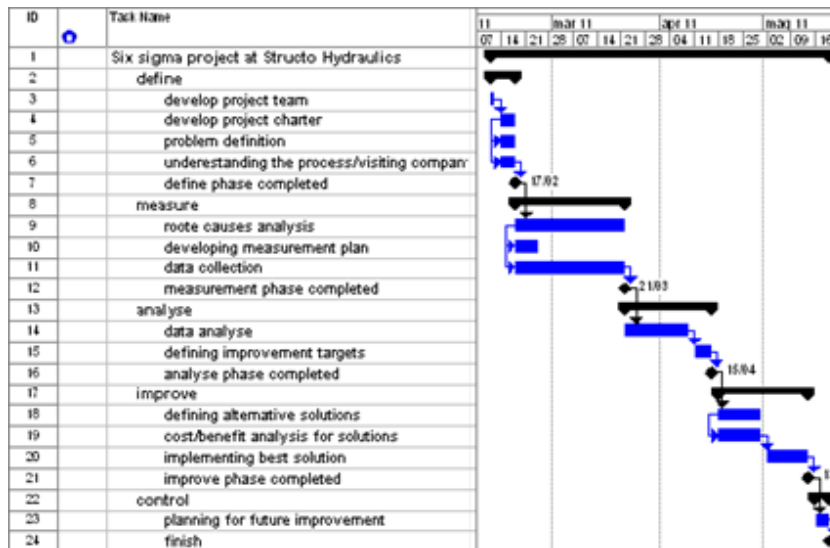 ID Task Name 11 mar 11 apr 11 maj 11
07 14 21 28 07 14 21 28 04 11 18 25 02 09 16
1 Six sigma project at Structo Hydraulics
2 define
3 develop project team
4 develop project charter
5 problem definition
6 underestanding the process/visiting compan
7 define phase completed 17/02
8 measure
9 roote causes analysis
10 developing measurement plan
11 data collection
12 measurement phase completed 21/03
13 analyse
14 data analyse
15 defining improvement targets
16 analyse phase completed 15/04
17 improve
18 defining alternative solutions
19 cost/benefit analysis for solutions
20 implementing best solution
21 improve phase completed 1
22 control
23 planning for future improvement
24 finish